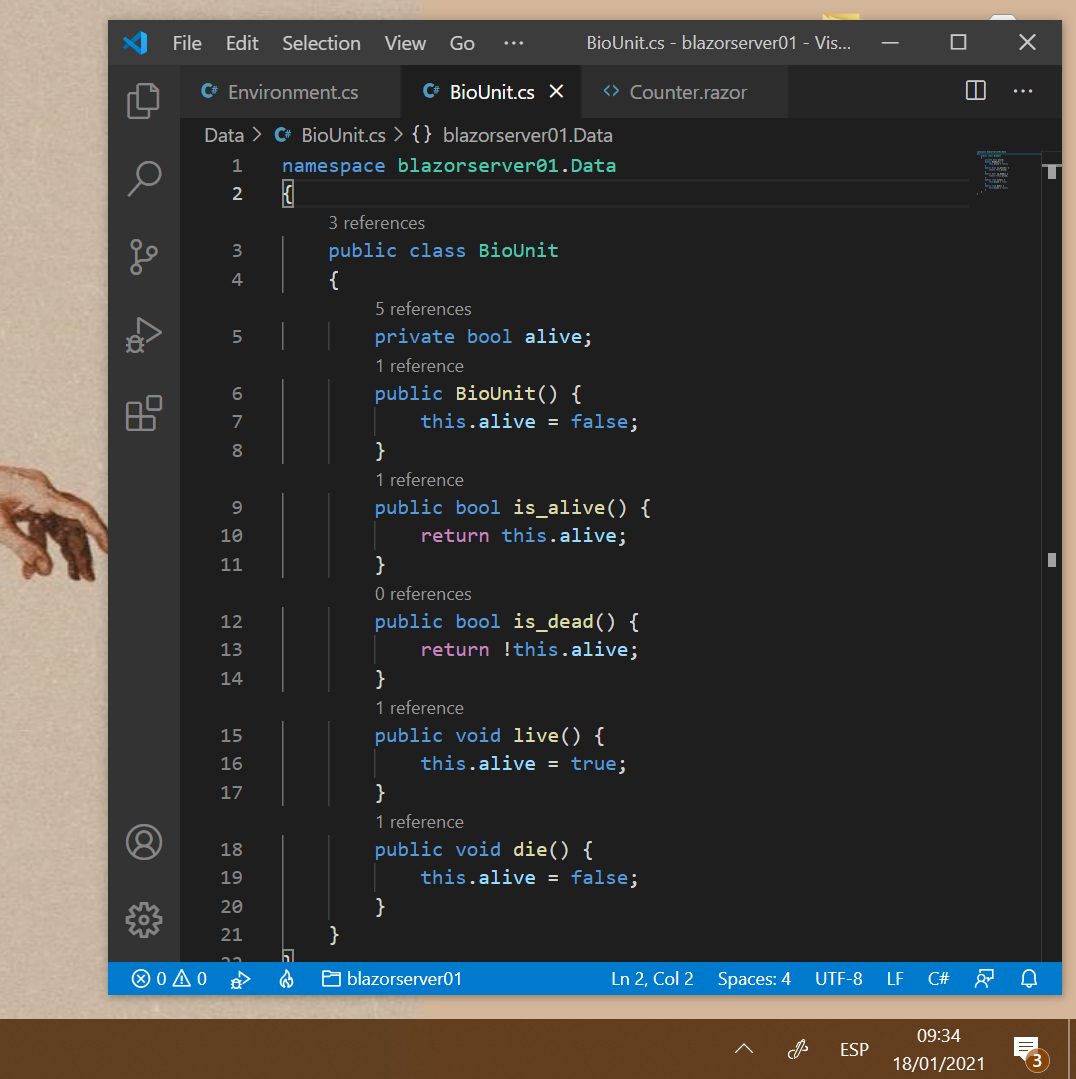 File Edit Selection View Go ··· BioUnit.cs - blazorserver01 - Vis...
Environment.cs BioUnit.cs Counter.razor
Data > BioUnit.cs > {} blazorserver01.Data
1 namespace blazorserver01.Data
2 {
3 references
3 public class BioUnit
4 {
5 references
5 private bool alive;
1 reference
6 public BioUnit() {
7 this.alive = false;
8 }
1 reference
9 public bool is_alive() {
10 return this.alive;
11 }
0 references
12 public bool is_dead() {
13 return !this.alive;
14 }
1 reference
15 public void live() {
16 this.alive = true;
17 }
1 reference
18 public void die() {
19 this.alive = false;
20 }
21 }
22 }
0 0 blazorserver01 Ln 2, Col 2 Spaces: 4 UTF-8 LF C#
ESP 09:34
18/01/2021 3